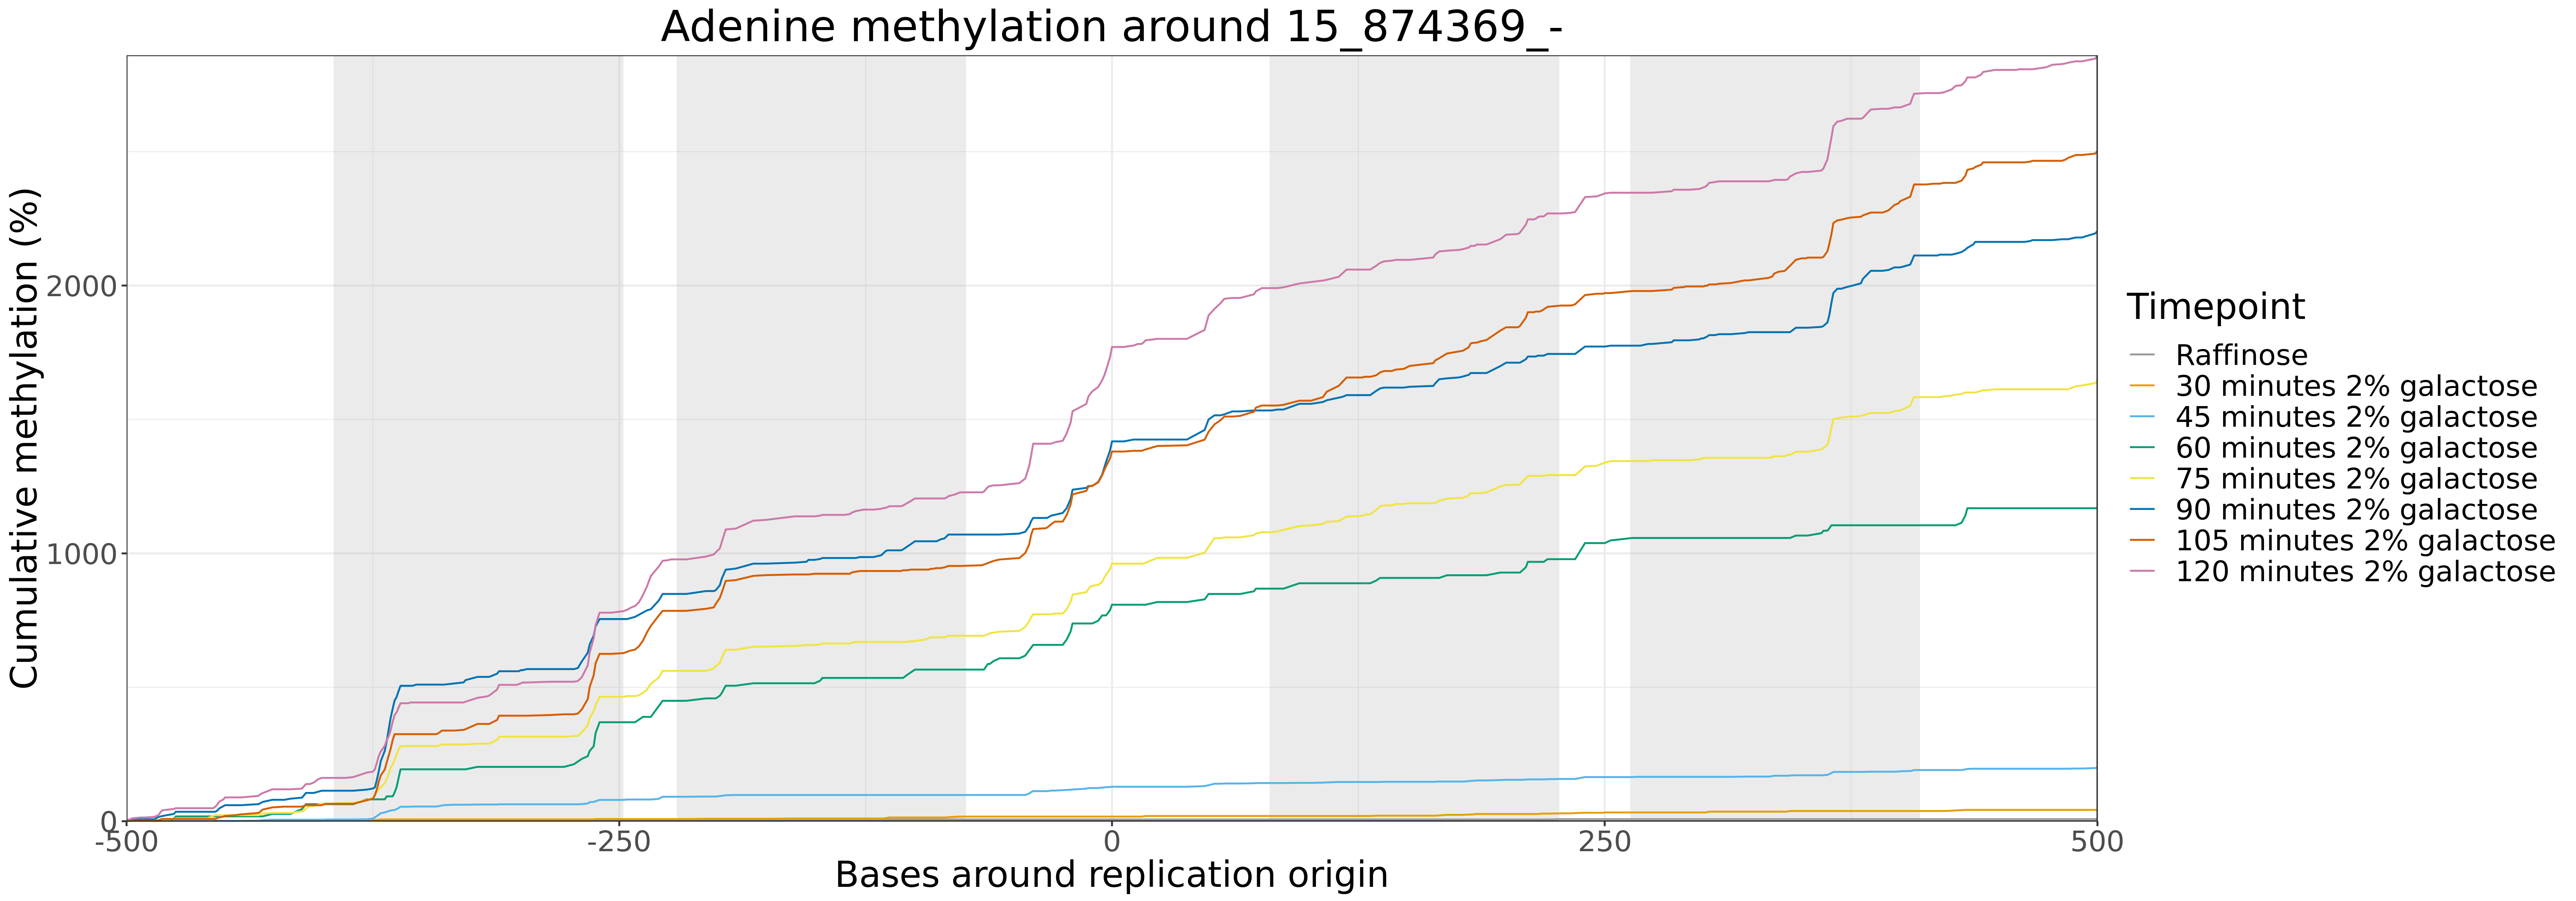 Adenine methylation around 15_874369_-
Cumulative methylation (%)
2000
1000
0
-500
-250
0
250
500
Bases around replication origin
Timepoint
Raffinose
30 minutes 2% galactose
45 minutes 2% galactose
60 minutes 2% galactose
75 minutes 2% galactose
90 minutes 2% galactose
105 minutes 2% galactose
120 minutes 2% galactose